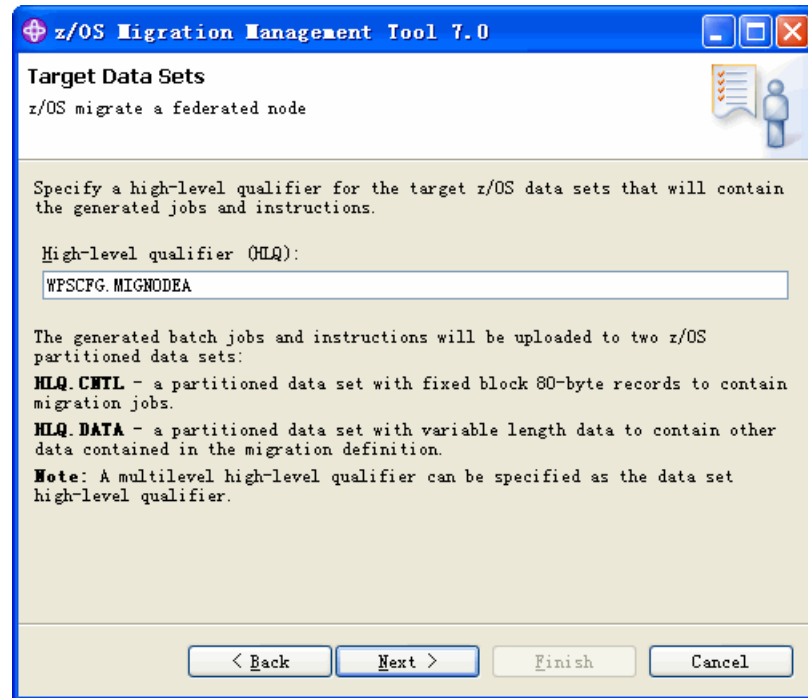 z/OS Migration Management Tool 7.0
Target Data Sets
z/OS migrate a federated node
Specify a high-level qualifier for the target z/OS data sets that will contain
the generated jobs and instructions.
High-level qualifier (HLQ):
WPSCFG.MIGNODEA
The generated batch jobs and instructions will be uploaded to two z/OS
partitioned data sets:
HLQ.CNTL - a partitioned data set with fixed block 80-byte records to contain
migration jobs.
HLQ.DATA - a partitioned data set with variable length data to contain other
data contained in the migration definition.
Note: A multilevel high-level qualifier can be specified as the data set
high-level qualifier.
< Back Next > Finish Cancel